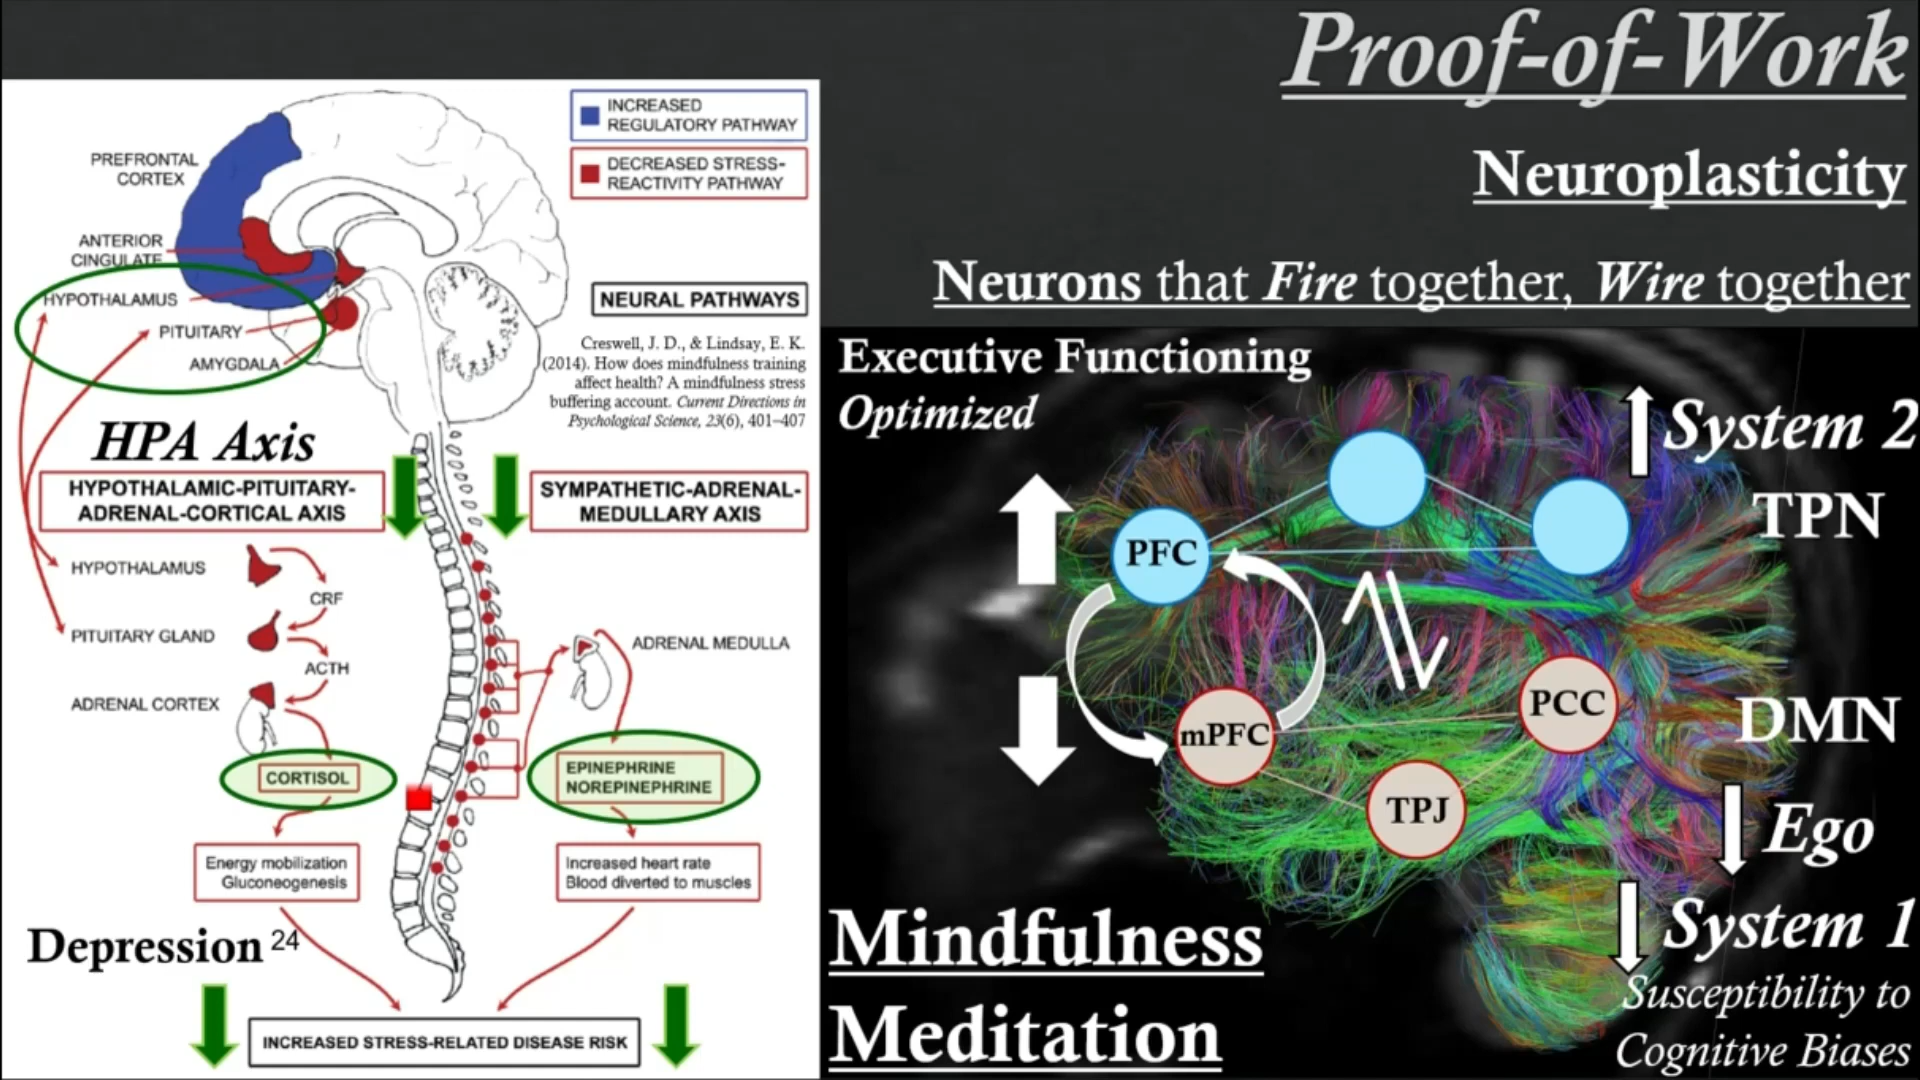 Proof-of-Work
Neuroplasticity
Neurons that Fire together, Wire together
INCREASED
REGULATORY PATHWAY
DECREASED STRESS-
REACTIVITY PATHWAY
PREFRONTAL
CORTEX
ANTERIOR
CINGULATE
HYPOTHALAMUS
PITUITARY
AMYGDALA
NEURAL PATHWAYS
Creswell, J. D., & Lindsay, E. K.
(2014). How does mindfulness training
affect health? A mindfulness stress
buffering account. Current Directions in
Psychological Science, 23(6), 401–407
HPA Axis
HYPOTHALAMIC-PITUITARY-
ADRENAL-CORTICAL AXIS
SYMPATHETIC-ADRENAL-
MEDULLARY AXIS
HYPOTHALAMUS
CRF
PITUITARY GLAND
ACTH
ADRENAL CORTEX
ADRENAL MEDULLA
CORTISOL
EPINEPHRINE
NOREPINEPHRINE
Energy mobilization
Gluconeogenesis
Increased heart rate
Blood diverted to muscles
Depression 24
INCREASED STRESS-RELATED DISEASE RISK
Executive Functioning
Optimized
System 2
TPN
PFC
mPFC
PCC
TPJ
DMN
Ego
System 1
Susceptibility to
Cognitive Biases
Mindfulness
Meditation